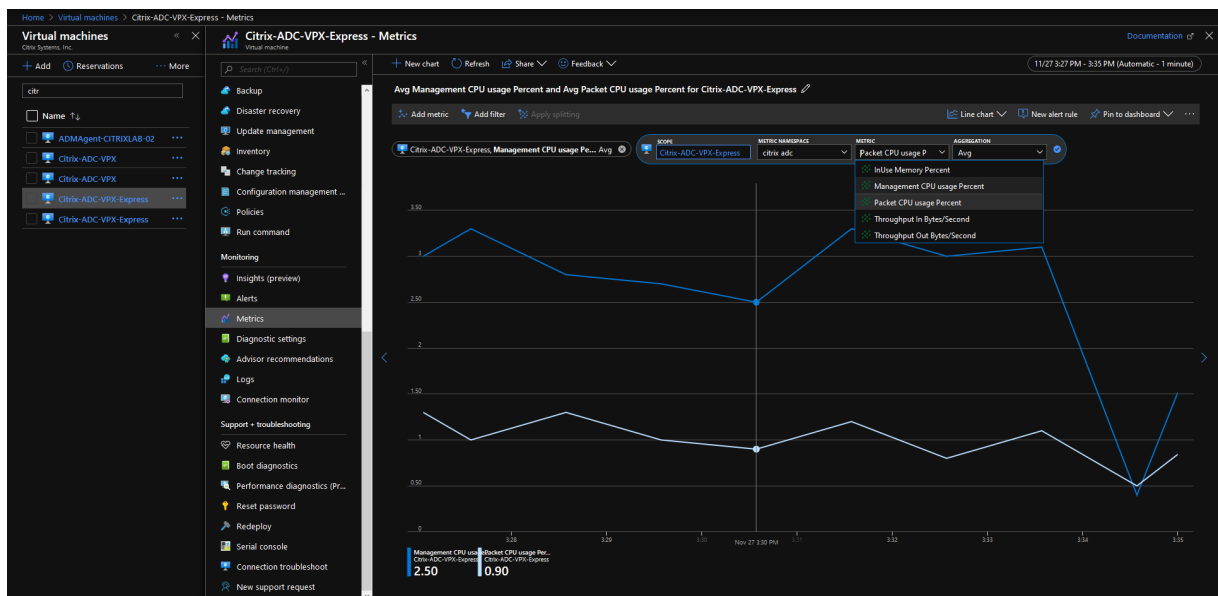 Home > Virtual machines > Citrix-ADC-VPX-Express - Metrics
Virtual machines
Citrix Systems, Inc.
Add Reservations More
citr
Name
ADMAgent-CITRIXLAB-02
Citrix-ADC-VPX
Citrix-ADC-VPX
Citrix-ADC-VPX-Express
Citrix-ADC-VPX-Express
Citrix-ADC-VPX-Express - Metrics
Virtual machine
Documentation
Search (Ctrl+/)
Backup
Disaster recovery
Update management
Inventory
Change tracking
Configuration management ...
Policies
Run command
Monitoring
Insights (preview)
Alerts
Metrics
Diagnostic settings
Advisor recommendations
Logs
Connection monitor
Support + troubleshooting
Resource health
Boot diagnostics
Performance diagnostics (Pr...
Reset password
Redeploy
Serial console
Connection troubleshoot
New support request
New chart Refresh Share Feedback
11/27 3:27 PM - 3:35 PM (Automatic - 1 minute)
Avg Management CPU usage Percent and Avg Packet CPU usage Percent for Citrix-ADC-VPX-Express
Add metric Add filter Apply splitting
Line chart New alert rule Pin to dashboard ...
Citrix-ADC-VPX-Express, Management CPU usage Pe... Avg
SCOPE METRIC NAMESPACE METRIC AGGREGATION
Citrix-ADC-VPX-Express citrix adc Packet CPU usage P Avg
InUse Memory Percent
Management CPU usage Percent
Packet CPU usage Percent
Throughput In Bytes/Second
Throughput Out Bytes/Second
3.50
3
2.50
2
1.50
1
0.50
0
3:28 3:29 3:30 Nov 27 3:30 PM 3:31 3:32 3:33 3:34 3:35
Management CPU usa Packet CPU usage Per...
Citrix-ADC-VPX-Express Citrix-ADC-VPX-Express
2.50 0.90